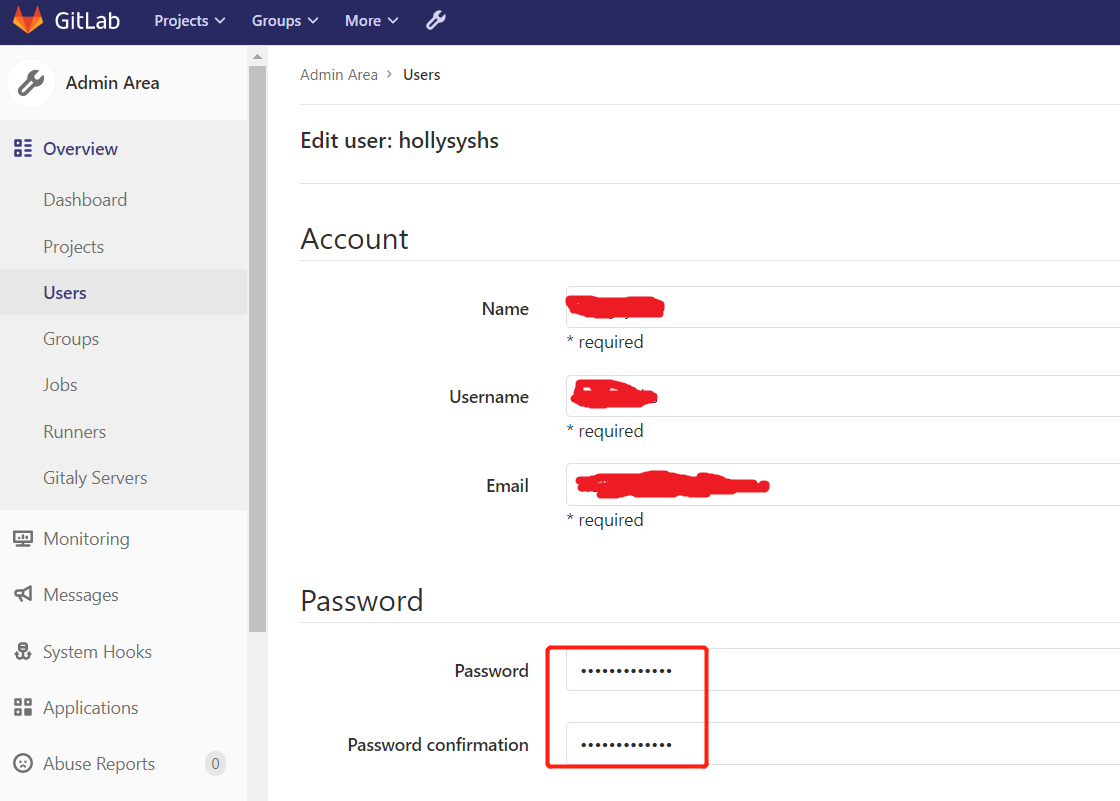 GitLab Projects Groups More
Admin Area
Overview
Dashboard
Projects
Users
Groups
Jobs
Runners
Gitaly Servers
Monitoring
Messages
System Hooks
Applications
Abuse Reports 0
Admin Area > Users
Edit user: hollysyshs
Account
Name
* required
Username
* required
Email
* required
Password
Password •••••••••••••
Password confirmation •••••••••••••